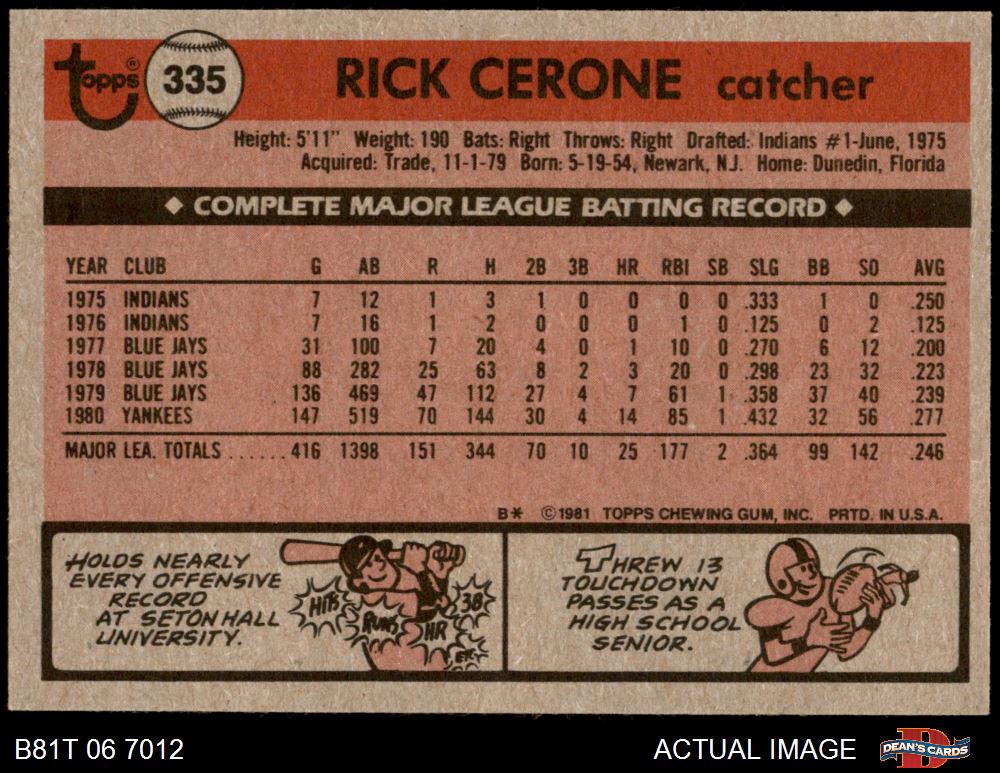 Topps® 335 RICK CERONE catcher
Height: 5'11" Weight: 190 Bats: Right Throws: Right Drafted: Indians #1-June, 1975
Acquired: Trade, 11-1-79 Born: 5-19-54, Newark, N.J. Home: Dunedin, Florida
◆ COMPLETE MAJOR LEAGUE BATTING RECORD ◆
YEAR CLUB G AB R H 2B 3B HR RBI SB SLG BB SO AVG
1975 INDIANS 7 12 1 3 1 0 0 0 0 .333 1 0 .250
1976 INDIANS 7 16 1 2 0 0 0 1 0 .125 0 2 .125
1977 BLUE JAYS 31 100 7 20 4 0 1 10 0 .270 6 12 .200
1978 BLUE JAYS 88 282 25 63 8 2 3 20 0 .298 23 32 .223
1979 BLUE JAYS 136 469 47 112 27 4 7 61 1 .358 37 40 .239
1980 YANKEES 147 519 70 144 30 4 14 85 1 .432 32 56 .277
MAJOR LEA. TOTALS ......416 1398 151 344 70 10 25 177 2 .364 99 142 .246
B* ©1981 TOPPS CHEWING GUM, INC. PRTD. IN U.S.A.
HOLDS NEARLY
EVERY OFFENSIVE
RECORD
AT SETON HALL
UNIVERSITY.
HITS
RUNS
HR
3B
ETC.
THREW 13
TOUCHDOWN
PASSES AS A
HIGH SCHOOL
SENIOR.
B81T 06 7012 ACTUAL IMAGE DEAN'S CARDS